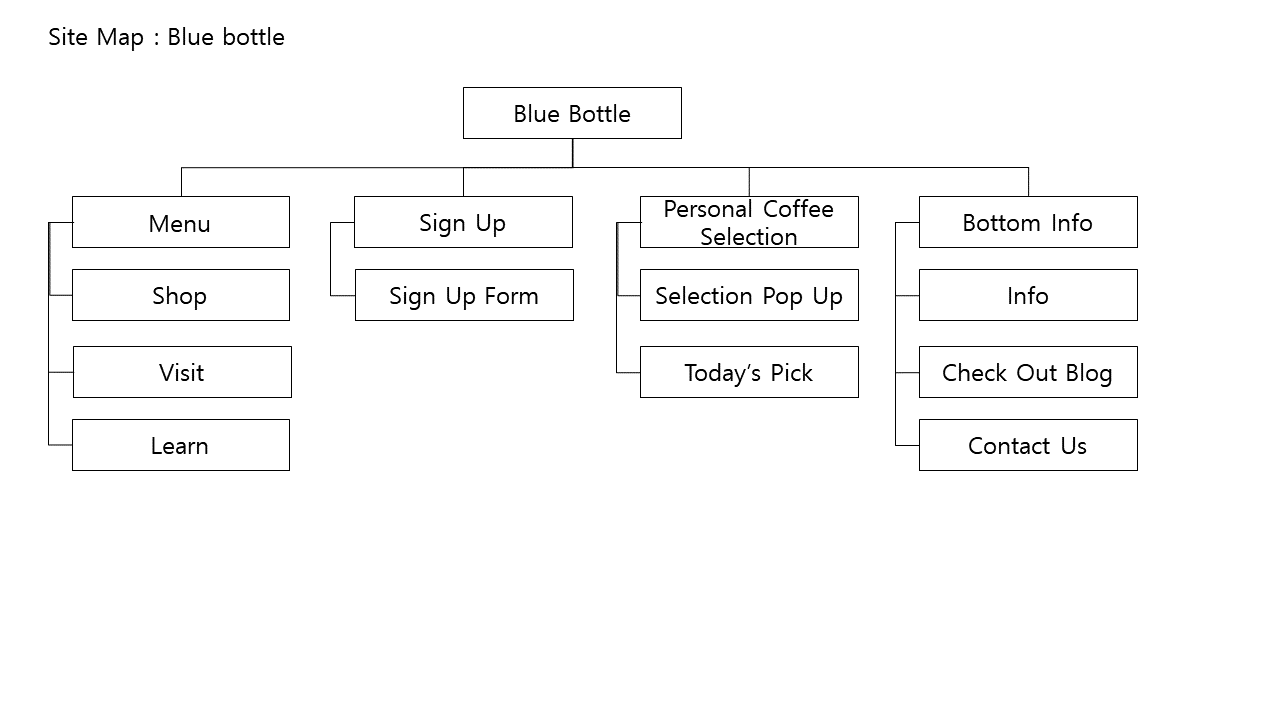 Site Map : Blue bottle
Blue Bottle
Menu
Shop
Visit
Learn
Sign Up
Sign Up Form
Personal Coffee
Selection
Selection Pop Up
Today’s Pick
Bottom Info
Info
Check Out Blog
Contact Us